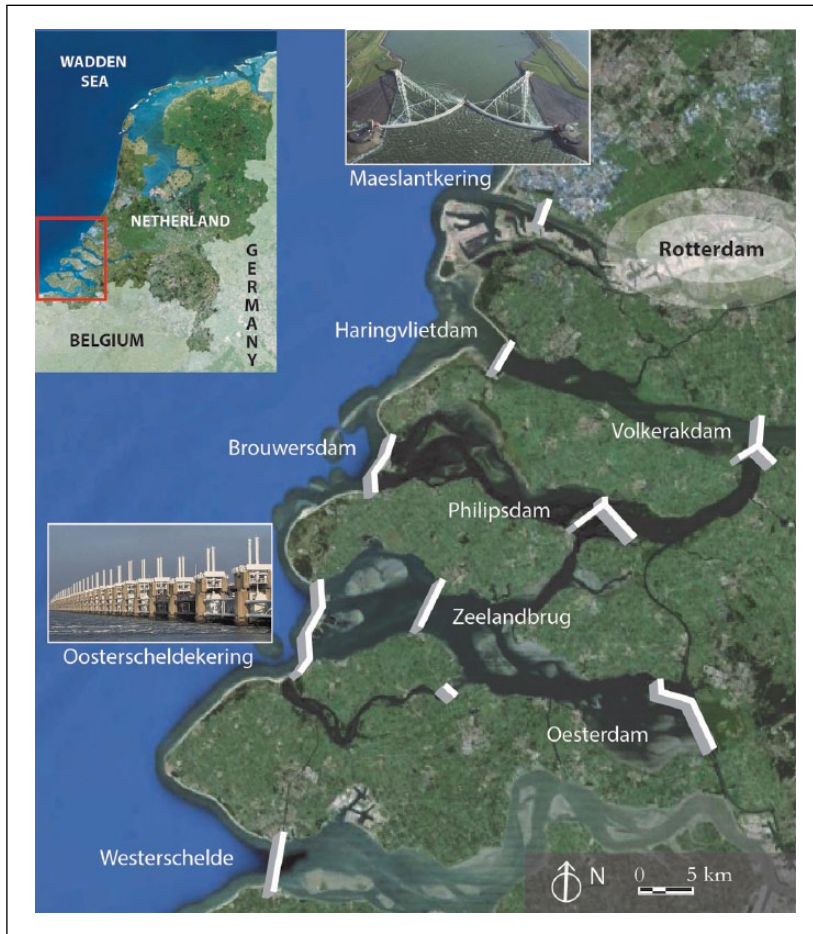 WADDEN
SEA
NETHERLAND
GERMANY
BELGIUM
Maeslantkering
Rotterdam
Haringvlietdam
Volkerakdam
Brouwersdam
Philipsdam
Zeelandbrug
Oosterscheldekering
Oesterdam
Westerschelde
N 0 5 km